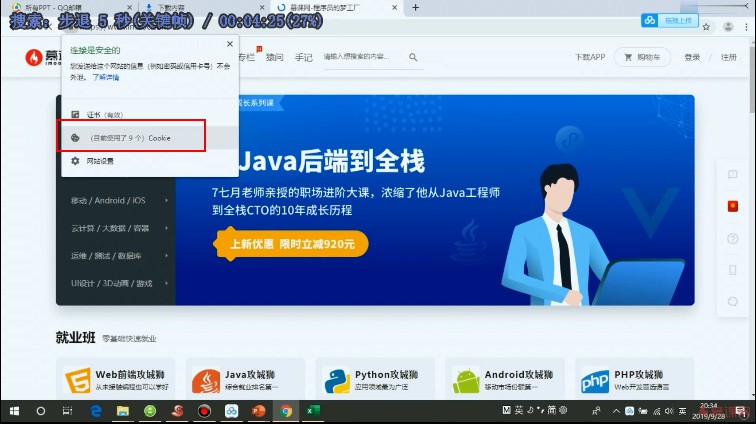 所有PPT - QQ邮箱
下载内容
慕课网-程序员的梦工厂
搜索: 步退 5 秒(关键帧) / 00:04:25(27%)
拖拽上传
连接是安全的
您发送给这个网站的信息（例如密码或信用卡号）不会
外泄。 了解详情
证书（有效）
（目前使用了 9 个）Cookie
网站设置
专栏
猿问
手记
请输入想搜索的内容...
下载APP
购物车
登录 / 注册
成长系列课
Java后端到全栈
7七月老师亲授的职场进阶大课，浓缩了他从Java工程师
到全栈CTO的10年成长历程
上新优惠 限时立减920元
移动 / Android / iOS
云计算 / 大数据 / 容器
运维 / 测试 / 数据库
UI设计 / 3D动画 / 游戏
就业班 零基础快速就业
Web前端攻城狮
从未接触编程也可以学好
Java攻城狮
综合就业排名第一
Python攻城狮
应用领域最为广泛
Android攻城狮
移动市场份额第一
php
PHP攻城狮
Web开发首选语言
英
简
英
20:34
2019/9/28